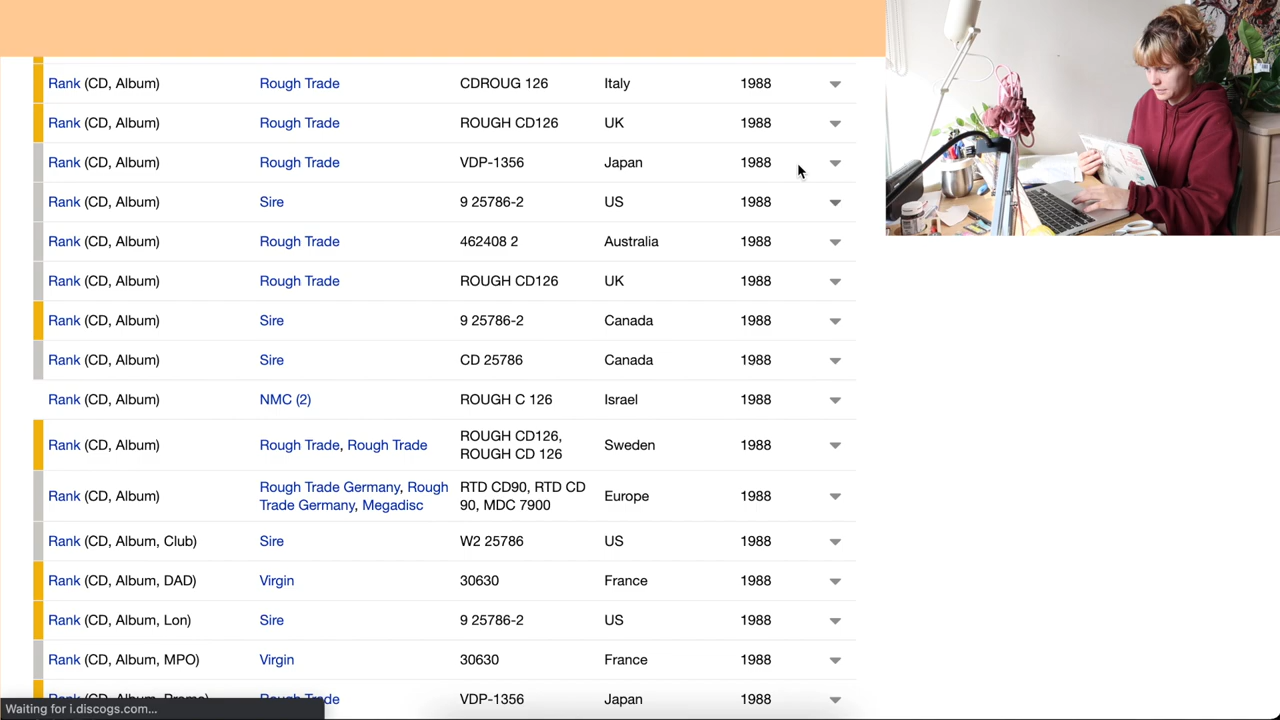 Rank (CD, Album) Rough Trade CDROUG 126 Italy 1988
Rank (CD, Album) Rough Trade ROUGH CD126 UK 1988
Rank (CD, Album) Rough Trade VDP-1356 Japan 1988
Rank (CD, Album) Sire 9 25786-2 US 1988
Rank (CD, Album) Rough Trade 462408 2 Australia 1988
Rank (CD, Album) Rough Trade ROUGH CD126 UK 1988
Rank (CD, Album) Sire 9 25786-2 Canada 1988
Rank (CD, Album) Sire CD 25786 Canada 1988
Rank (CD, Album) NMC (2) ROUGH C 126 Israel 1988
Rank (CD, Album) Rough Trade, Rough Trade ROUGH CD126, ROUGH CD 126 Sweden 1988
Rank (CD, Album) Rough Trade Germany, Rough Trade Germany, Megadisc RTD CD90, RTD CD 90, MDC 7900 Europe 1988
Rank (CD, Album, Club) Sire W2 25786 US 1988
Rank (CD, Album, DAD) Virgin 30630 France 1988
Rank (CD, Album, Lon) Sire 9 25786-2 US 1988
Rank (CD, Album, MPO) Virgin 30630 France 1988
Rank (CD, Album, Promo) Rough Trade VDP-1356 Japan 1988
Waiting for i.discogs.com...